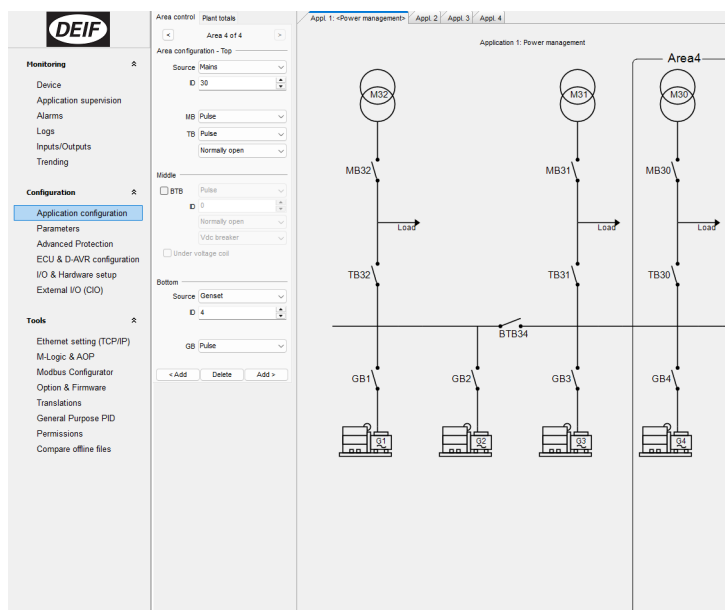 DEIF
Monitoring
Device
Application supervision
Alarms
Logs
Inputs/Outputs
Trending
Configuration
Application configuration
Parameters
Advanced Protection
ECU & D-AVR configuration
I/O & Hardware setup
External I/O (CIO)
Tools
Ethernet setting (TCP/IP)
M-Logic & AOP
Modbus Configurator
Option & Firmware
Translations
General Purpose PID
Permissions
Compare offline files
Area control Plant totals
< Area 4 of 4 >
Area configuration - Top
Source Mains
ID 30
MB Pulse
TB Pulse
Normally open
Middle
BTB Pulse
ID 0
Normally open
Vdc breaker
Under voltage coil
Bottom
Source Genset
ID 4
GB Pulse
< Add Delete Add >
Appl. 1: <Power management> Appl. 2 Appl. 3 Appl. 4
Application 1: Power management
Area4
M32 M31 M30
MB32 MB31 MB30
Load Load Load
TB32 TB31 TB30
BTB34
GB1 GB2 GB3 GB4
G1 G2 G3 G4